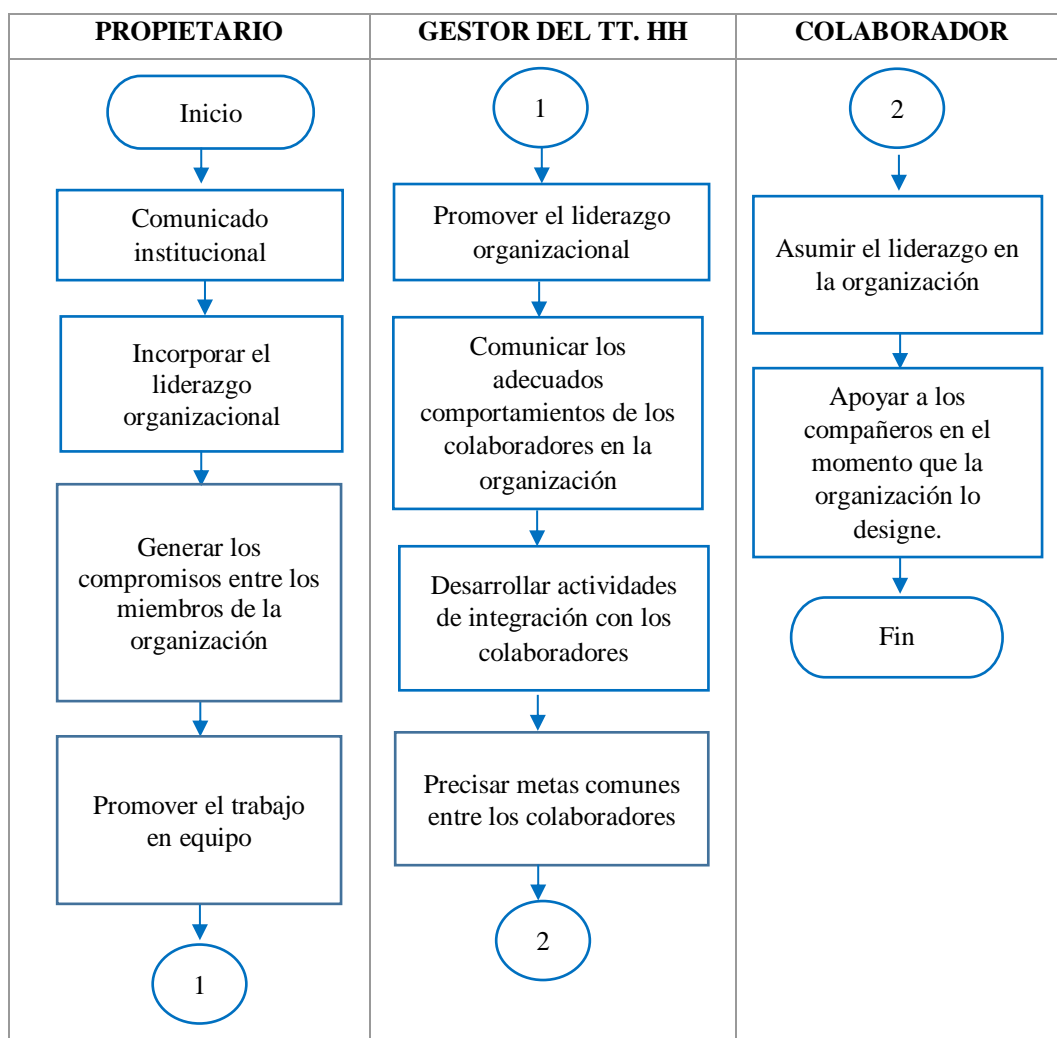 PROPIETARIO
GESTOR DEL TT. HH
COLABORADOR
Inicio
Comunicado
institucional
Incorporar el
liderazgo
organizacional
Generar los
compromisos entre los
miembros de la
organización
Promover el trabajo
en equipo
1
1
Promover el liderazgo
organizacional
Comunicar los
adecuados
comportamientos de los
colaboradores en la
organización
Desarrollar actividades
de integración con los
colaboradores
Precisar metas comunes
entre los colaboradores
2
2
Asumir el liderazgo en
la organización
Apoyar a los
compañeros en el
momento que la
organización lo
designe.
Fin